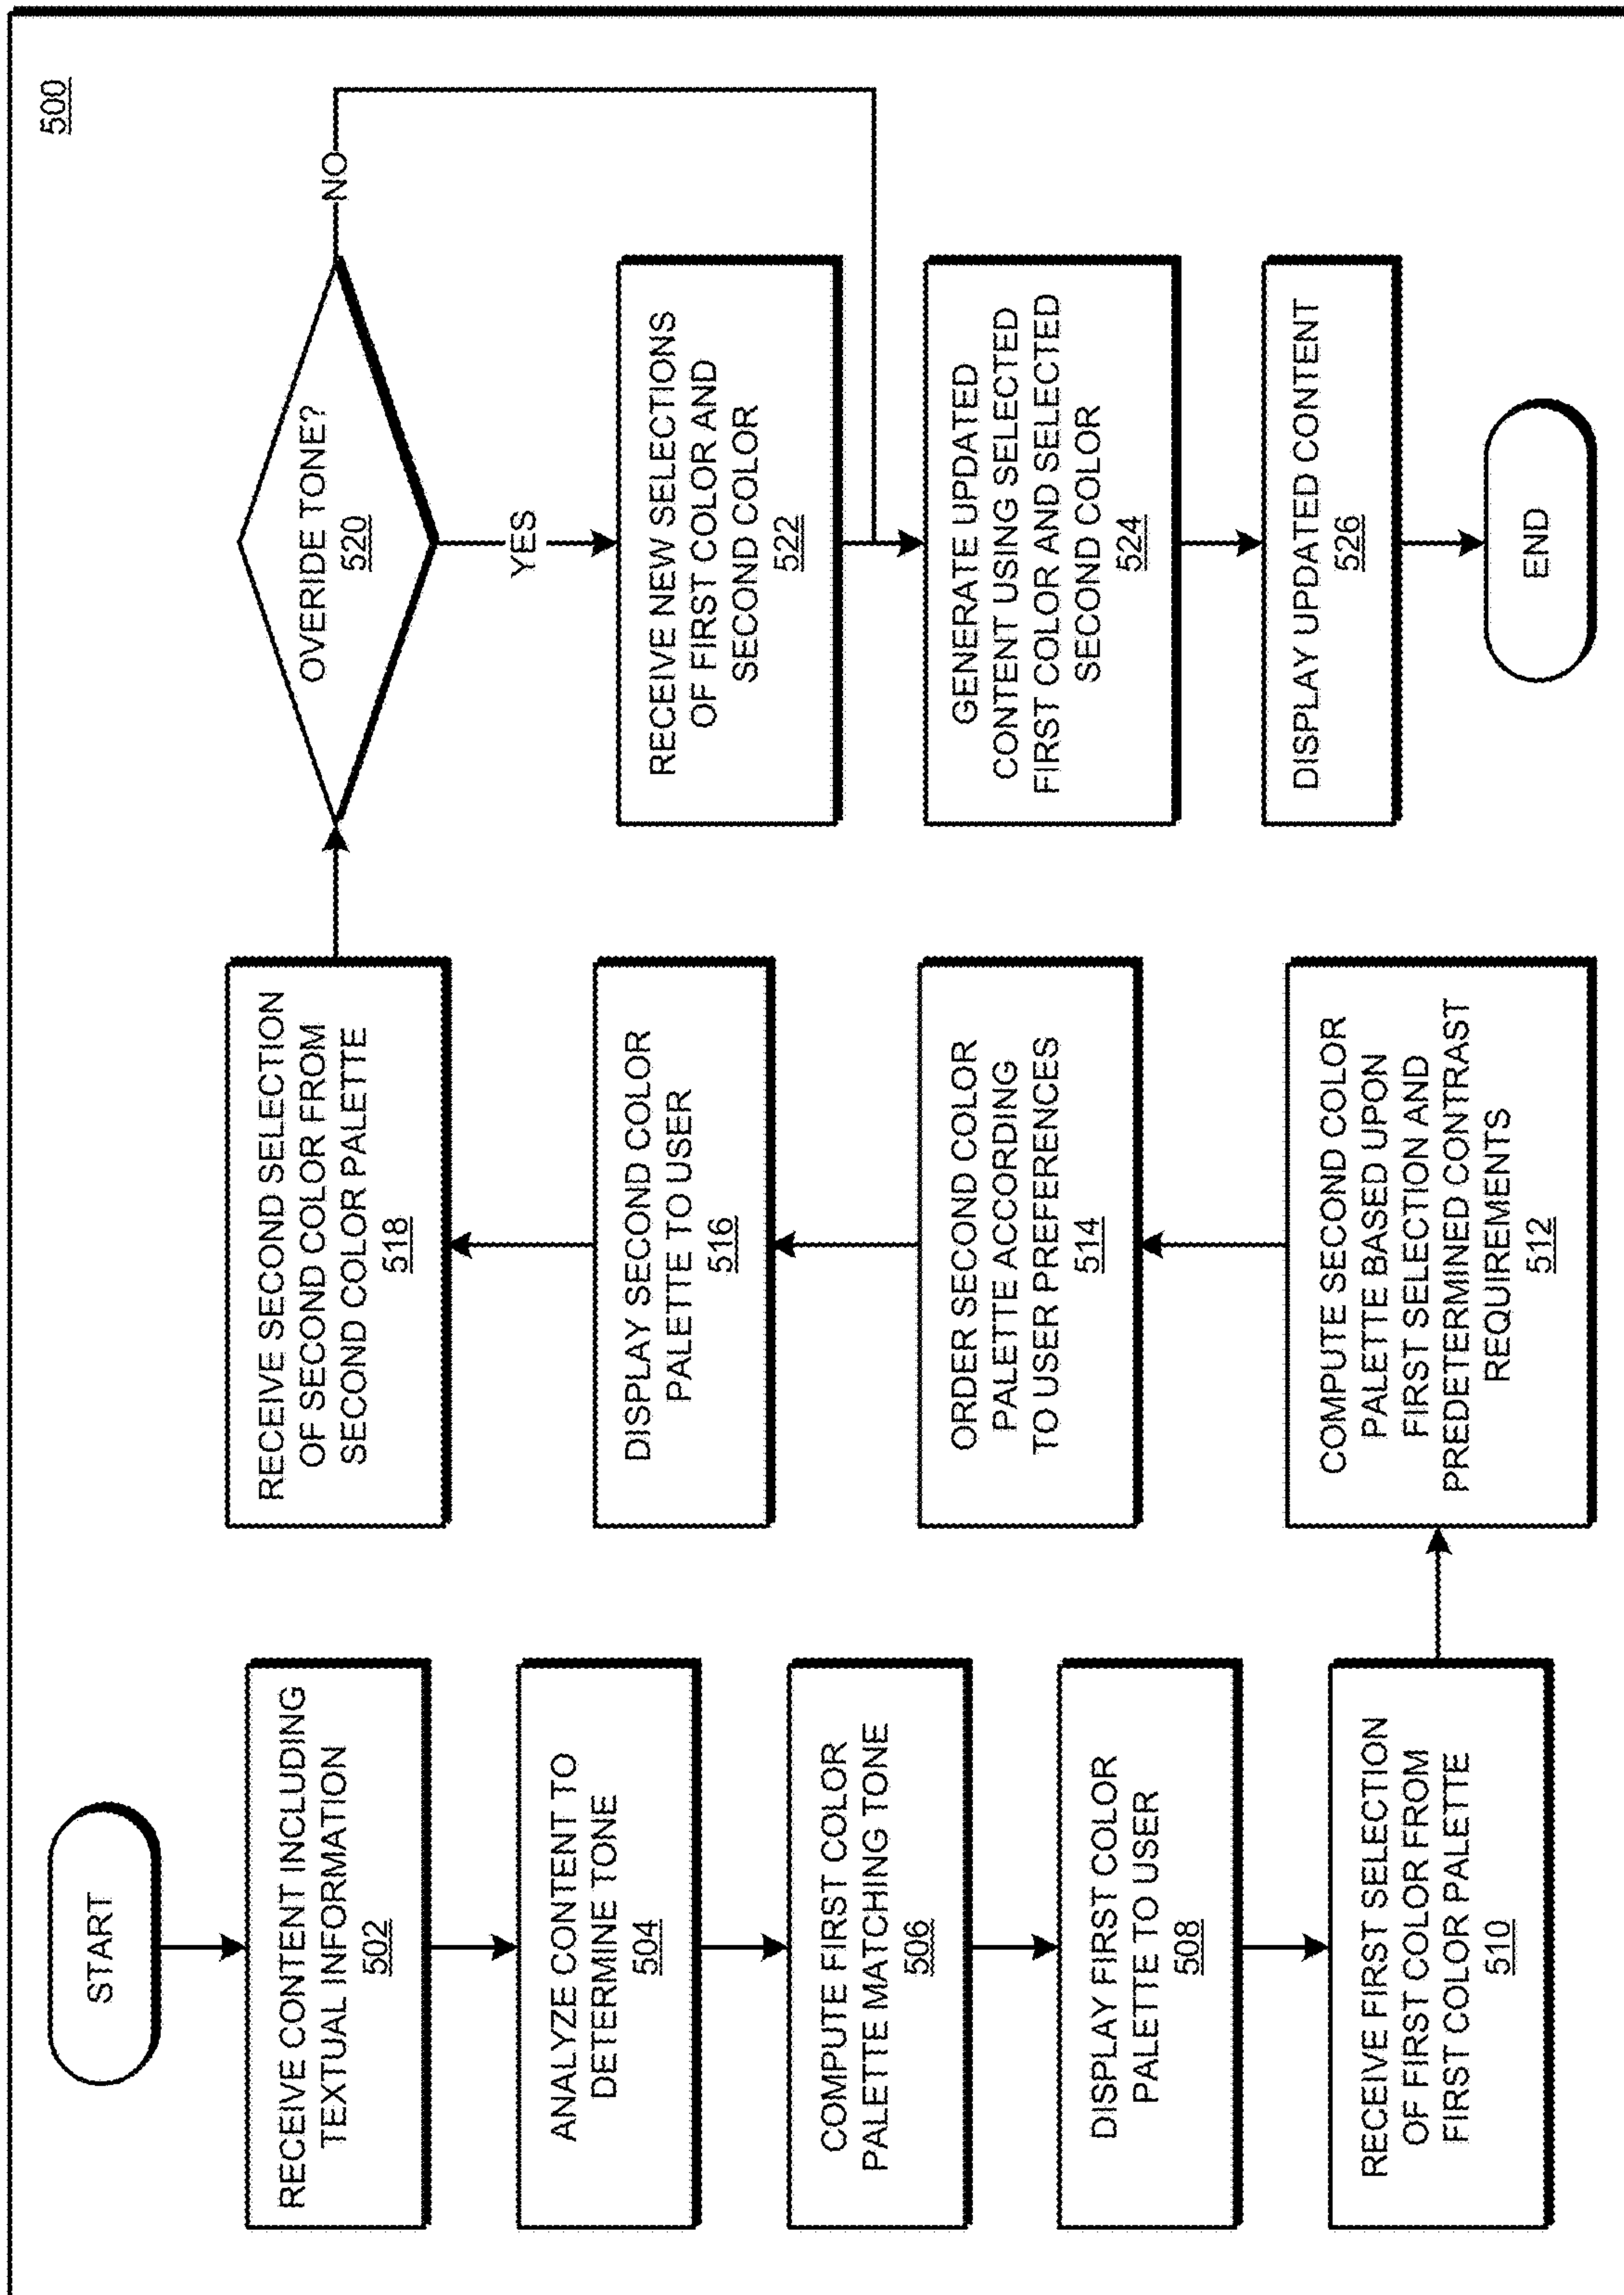 500
START
RECEIVE CONTENT INCLUDING
TEXTUAL INFORMATION
502
ANALYZE CONTENT TO
DETERMINE TONE
504
COMPUTE FIRST COLOR
PALETTE MATCHING TONE
506
DISPLAY FIRST COLOR
PALETTE TO USER
508
RECEIVE FIRST SELECTION
OF FIRST COLOR FROM
FIRST COLOR PALETTE
510
COMPUTE SECOND COLOR
PALETTE BASED UPON
FIRST SELECTION AND
PREDETERMINED CONTRAST
REQUIREMENTS
512
ORDER SECOND COLOR
PALETTE ACCORDING
TO USER PREFERENCES
514
DISPLAY SECOND COLOR
PALETTE TO USER
516
RECEIVE SECOND SELECTION
OF SECOND COLOR FROM
SECOND COLOR PALETTE
518
OVERRIDE TONE?
520
NO
YES
RECEIVE NEW SELECTIONS
OF FIRST COLOR AND
SECOND COLOR
522
GENERATE UPDATED
CONTENT USING SELECTED
FIRST COLOR AND SELECTED
SECOND COLOR
524
DISPLAY UPDATED CONTENT
526
END